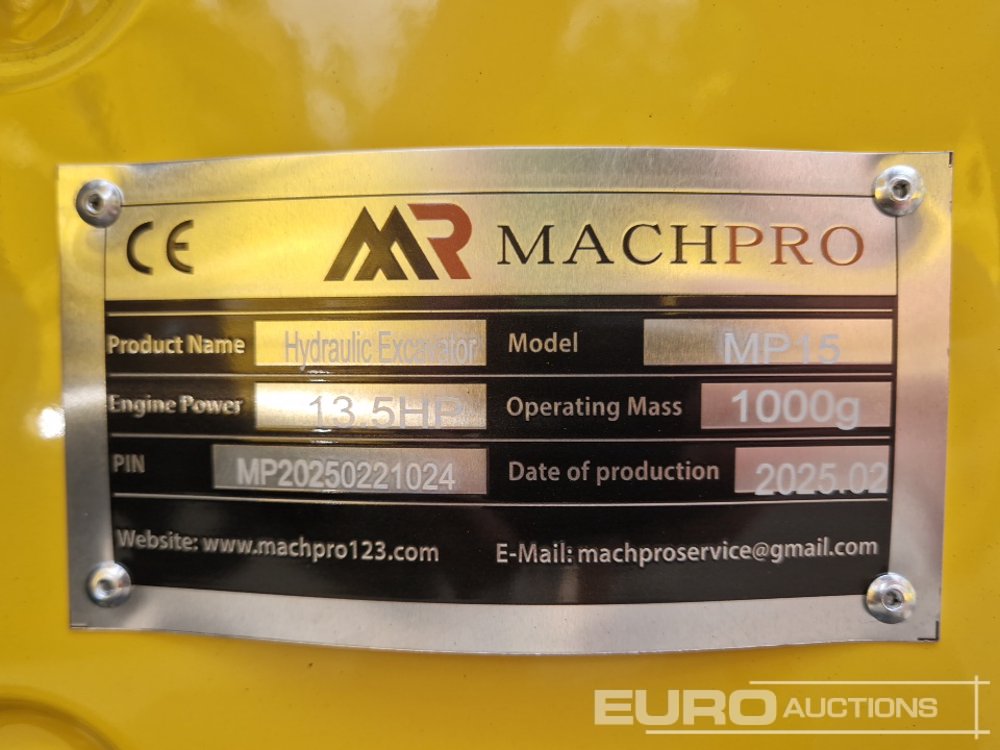 CE MR MACHPRO
Product Name Hydraulic Excavator Model MP15
Engine Power 13.5HP Operating Mass 1000g
PIN MP20250221024 Date of production 2025.02
Website: www.machpro123.com E-Mail: machproservice@gmail.com
EURO AUCTIONS